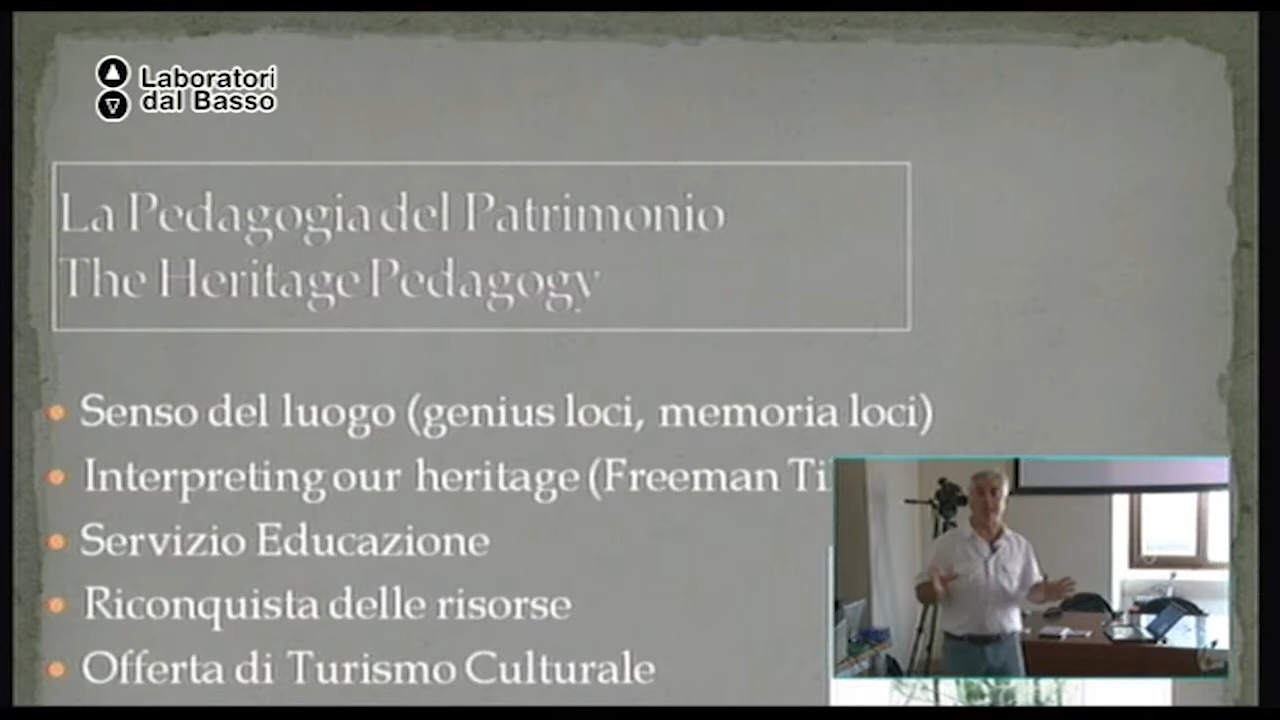 Laboratori
dal Basso
La Pedagogia del Patrimonio
The Heritage Pedagogy
Senso del luogo (genius loci, memoria loci)
Interpreting our heritage (Freeman
Servizio Educazione
Riconquista delle risorse
Offerta di Turismo Culturale